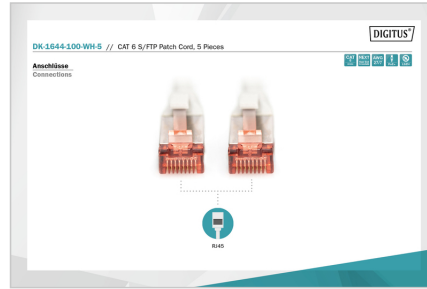 DIGITUS®
DK-1644-100-WH-5 // CAT 6 S/FTP Patch Cord, 5 Pieces
Anschlüsse
Connections
RJ45